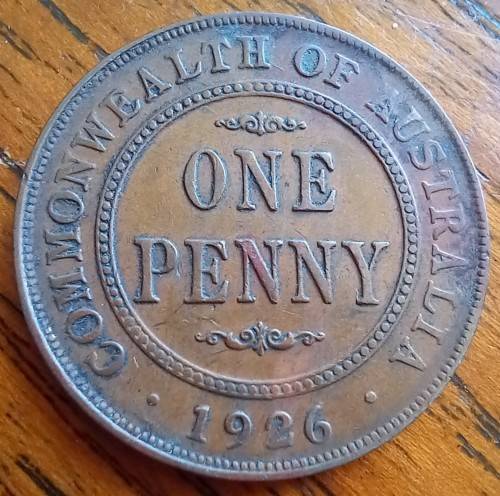 COMMONWEALTH OF AUSTRALIA
ONE
PENNY
· 1926 ·